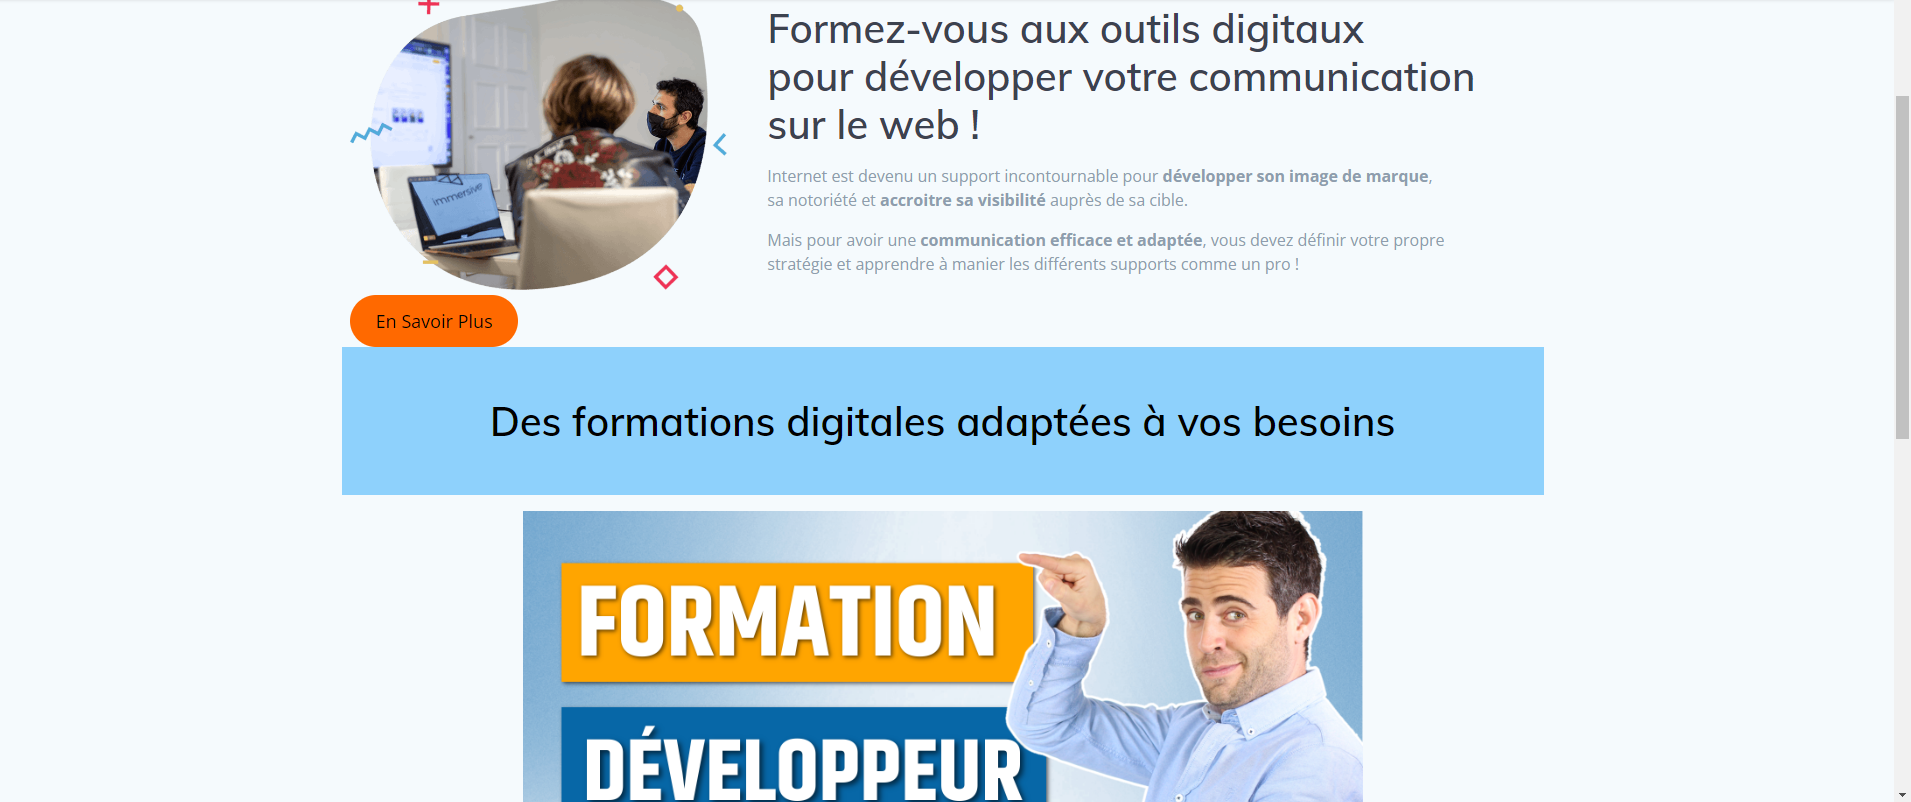 Formez-vous aux outils digitaux
pour développer votre communication
sur le web !
Internet est devenu un support incontournable pour développer son image de marque,
sa notoriété et accroitre sa visibilité auprès de sa cible.
Mais pour avoir une communication efficace et adaptée, vous devez définir votre propre
stratégie et apprendre à manier les différents supports comme un pro !
immersive
En Savoir Plus
Des formations digitales adaptées à vos besoins
FORMATION
DÉVELOPPEUR